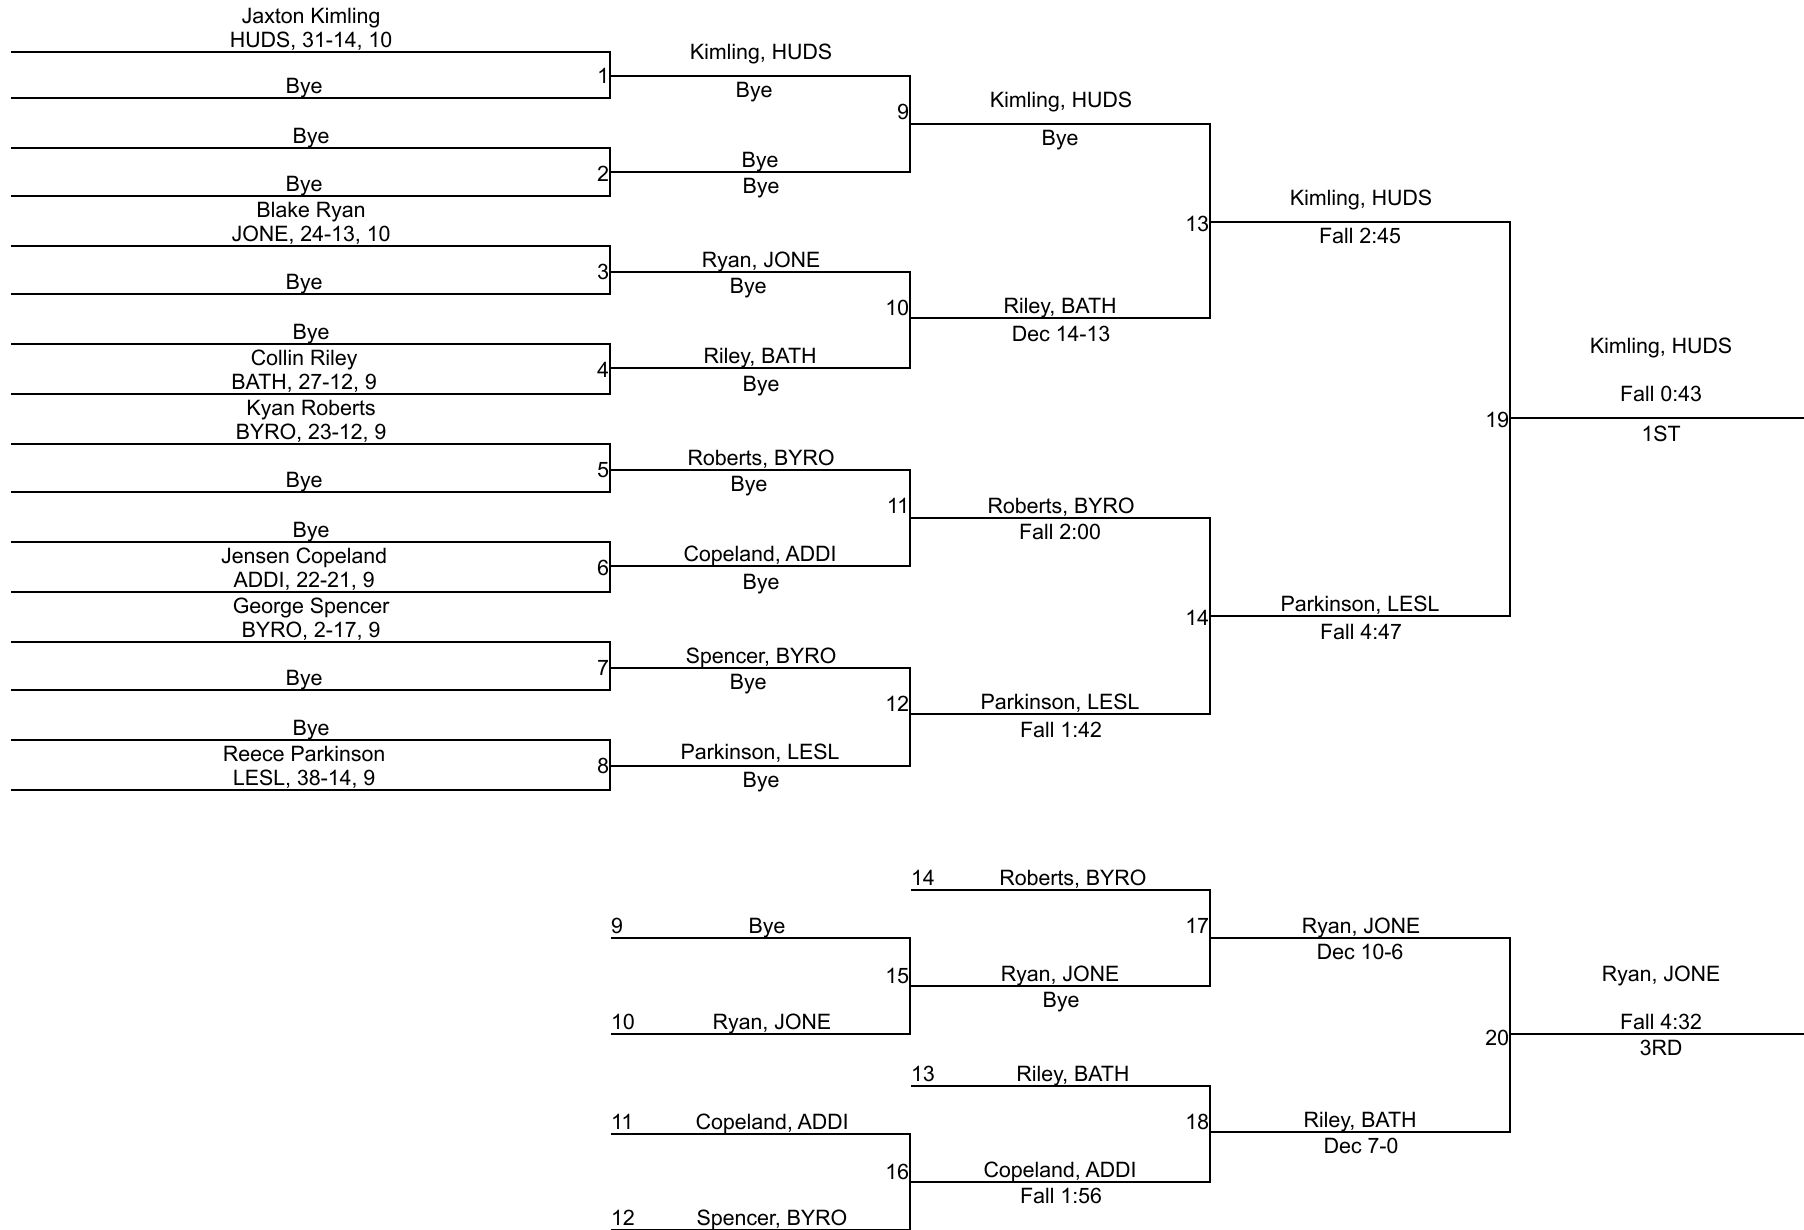 Jaxton Kimling
HUDS, 31-14, 10
Bye
1
Bye
Bye
2
Blake Ryan
JONE, 24-13, 10
Bye
3
Bye
Collin Riley
BATH, 27-12, 9
4
Kyan Roberts
BYRO, 23-12, 9
Bye
5
Bye
Jensen Copeland
ADDI, 22-21, 9
6
George Spencer
BYRO, 2-17, 9
Bye
7
Bye
Reece Parkinson
LESL, 38-14, 9
8
Kimling, HUDS
Bye
9
Bye
Bye
Ryan, JONE
Bye
10
Riley, BATH
Bye
Roberts, BYRO
Bye
11
Copeland, ADDI
Bye
Spencer, BYRO
Bye
12
Parkinson, LESL
Bye
Kimling, HUDS
Bye
13
Riley, BATH
Dec 14-13
Roberts, BYRO
Fall 2:00
14
Parkinson, LESL
Fall 1:42
Kimling, HUDS
Fall 2:45
19
Parkinson, LESL
Fall 4:47
Kimling, HUDS
Fall 0:43
1ST
9 Bye
15
10 Ryan, JONE
11 Copeland, ADDI
16
12 Spencer, BYRO
14 Roberts, BYRO
17
Ryan, JONE
Bye
13 Riley, BATH
18
Copeland, ADDI
Fall 1:56
Ryan, JONE
Dec 10-6
20
Riley, BATH
Dec 7-0
Ryan, JONE
Fall 4:32
3RD